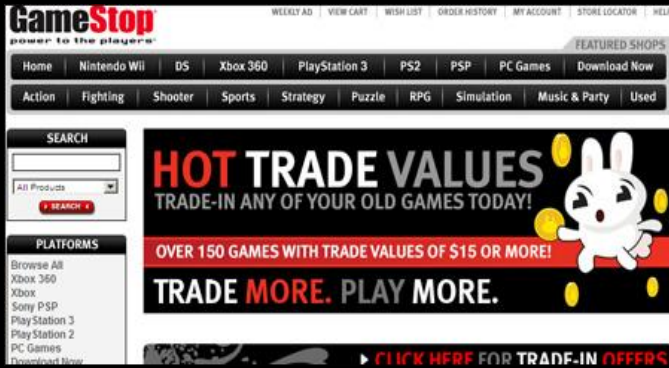 GameStop
power to the players
WEEKLY AD VIEW CART WISH LIST ORDER HISTORY MY ACCOUNT STORE LOCATOR HEL
FEATURED SHOPS
Home Nintendo Wii DS Xbox 360 PlayStation 3 PS2 PSP PC Games Download Now
Action Fighting Shooter Sports Strategy Puzzle RPG Simulation Music & Party Used
SEARCH
All Products
SEARCH
PLATFORMS
Browse All
Xbox 360
Xbox
Sony PSP
PlayStation 3
PlayStation 2
PC Games
Download Now
HOT TRADE VALUES
TRADE-IN ANY OF YOUR OLD GAMES TODAY!
OVER 150 GAMES WITH TRADE VALUES OF $15 OR MORE!
TRADE MORE. PLAY MORE.
CLICK HERE FOR TRADE-IN OFFERS